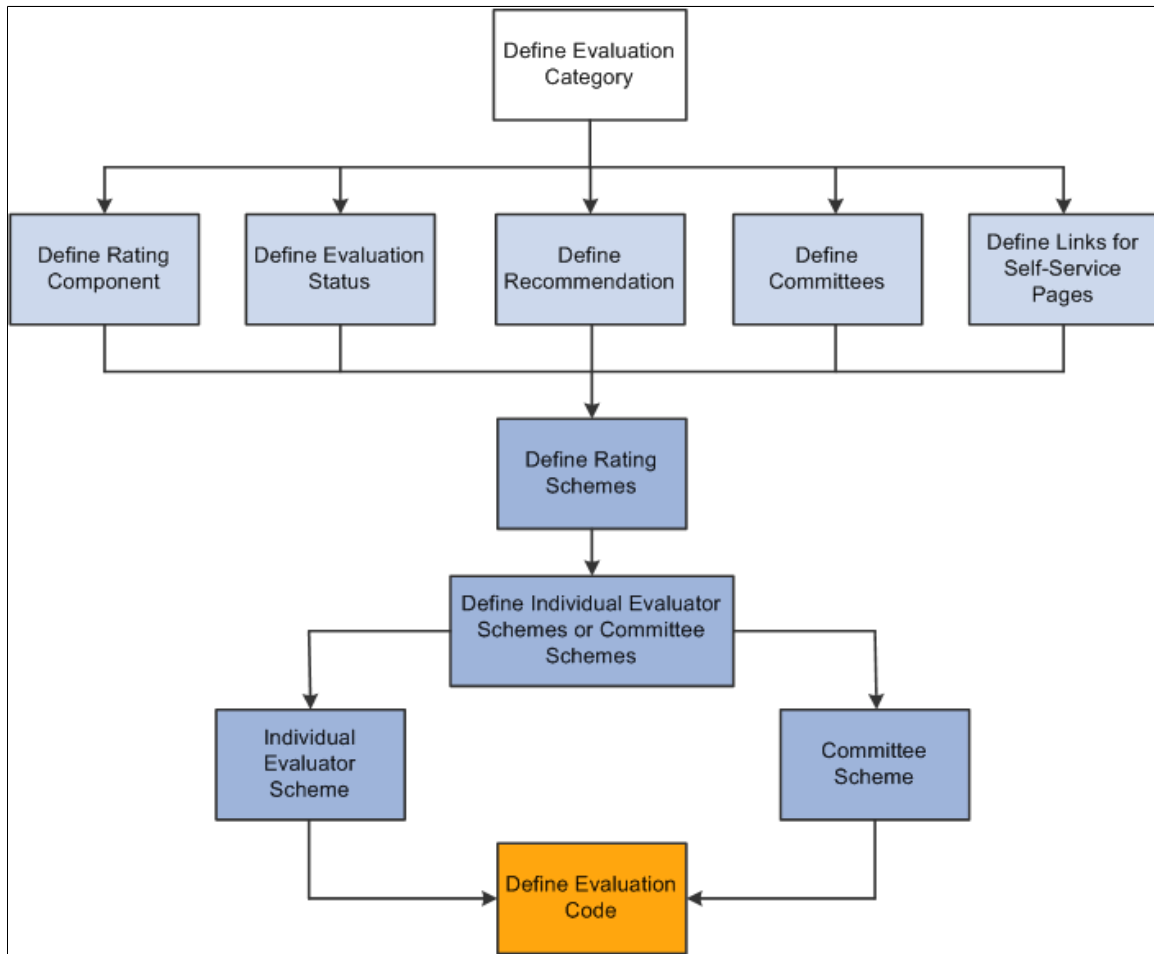 Define Evaluation
Category
Define Rating
Component
Define Evaluation
Status
Define
Recommendation
Define
Committees
Define Links for
Self-Service
Pages
Define Rating
Schemes
Define Individual Evaluator
Schemes or Committee
Schemes
Individual
Evaluator
Scheme
Committee
Scheme
Define Evaluation
Code